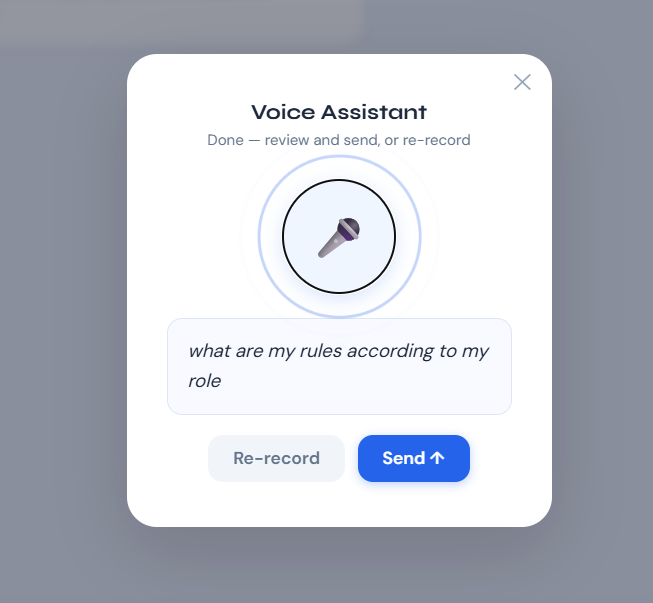 Voice Assistant
Done — review and send, or re-record
what are my rules according to my
role
Re-record
Send ↑